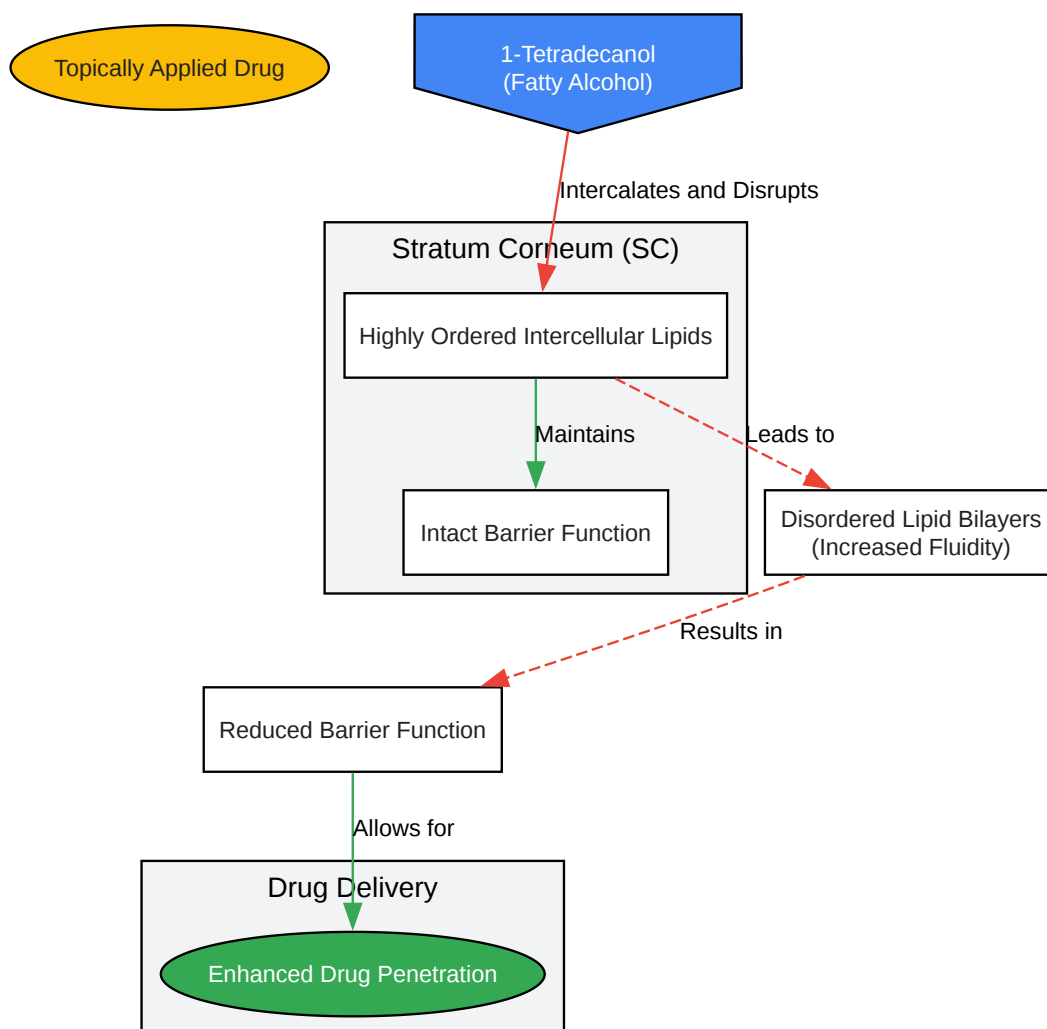 Topically Applied Drug
1-Tetradecanol
(Fatty Alcohol)
Intercalates and Disrupts
Stratum Corneum (SC)
Highly Ordered Intercellular Lipids
Maintains
Leads to
Intact Barrier Function
Disordered Lipid Bilayers
(Increased Fluidity)
Results in
Reduced Barrier Function
Allows for
Drug Delivery
Enhanced Drug Penetration